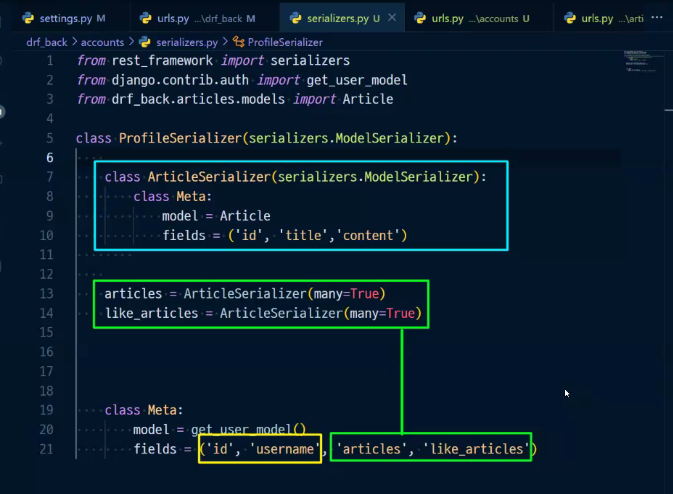 settings.py M
urls.py ...\drf_back M
serializers.py U
urls.py ...\accounts U
urls.py ...\arti
drf_back > accounts > serializers.py > ProfileSerializer
1 from rest_framework import serializers
2 from django.contrib.auth import get_user_model
3 from drf_back.articles.models import Article
4
5 class ProfileSerializer(serializers.ModelSerializer):
6
7 class ArticleSerializer(serializers.ModelSerializer):
8 class Meta:
9 model = Article
10 fields = ('id', 'title','content')
11
12
13 articles = ArticleSerializer(many=True)
14 like_articles = ArticleSerializer(many=True)
15
16
17
18
19 class Meta:
20 model = get_user_model()
21 fields = ('id', 'username', 'articles', 'like_articles')